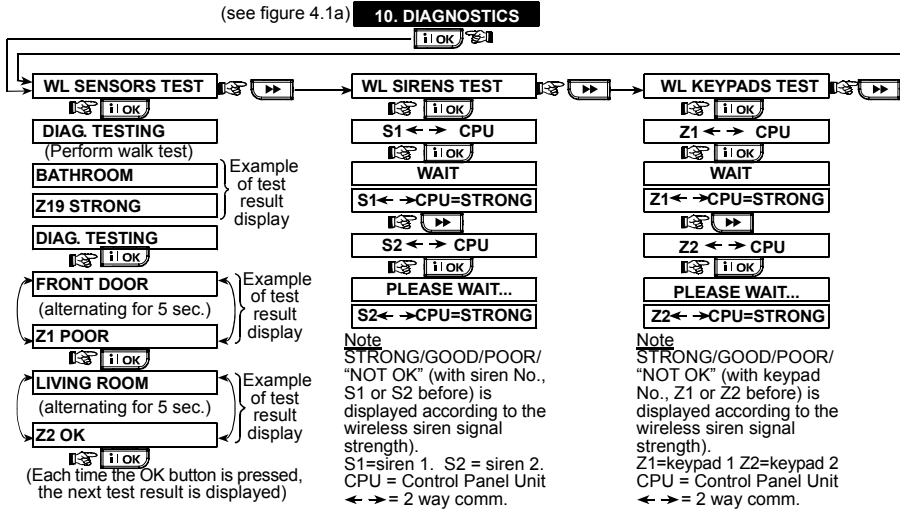 (see figure 4.1a) 10. DIAGNOSTICS
i OK
WL SENSORS TEST
i OK
DIAG. TESTING
(Perform walk test)
BATHROOM
Z19 STRONG
Example
of test
result
display
DIAG. TESTING
i OK
FRONT DOOR
(alternating for 5 sec.)
Z1 POOR
Example
of test
result
display
i OK
LIVING ROOM
(alternating for 5 sec.)
Z2 OK
Example
of test
result
display
i OK
(Each time the OK button is pressed,
the next test result is displayed)
WL SIRENS TEST
i OK
S1 ← → CPU
i OK
WAIT
S1← →CPU=STRONG
S2 ← → CPU
i OK
PLEASE WAIT...
S2← →CPU=STRONG
Note
STRONG/GOOD/POOR/
“NOT OK” (with siren No.,
S1 or S2 before) is
displayed according to the
wireless siren signal
strength).
S1=siren 1. S2 = siren 2.
CPU = Control Panel Unit
← →= 2 way comm.
WL KEYPADS TEST
i OK
Z1 ← → CPU
i OK
WAIT
Z1← →CPU=STRONG
Z2 ← → CPU
i OK
PLEASE WAIT...
Z2← →CPU=STRONG
Note
STRONG/GOOD/POOR/
“NOT OK” (with keypad
No., Z1 or Z2 before) is
displayed according to the
wireless siren signal
strength).
Z1=keypad 1 Z2=keypad 2
CPU = Control Panel Unit
← →= 2 way comm.